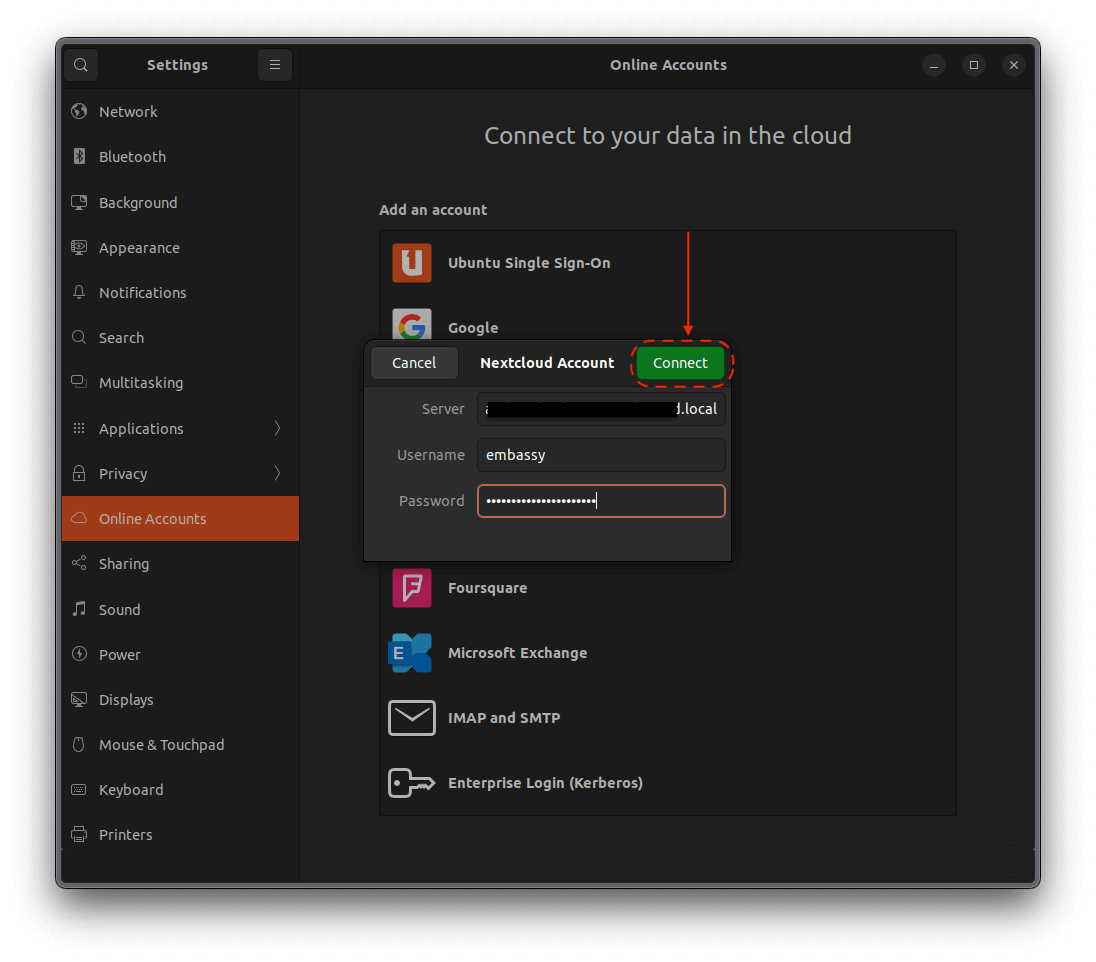 Settings
Online Accounts
Network
Bluetooth
Background
Appearance
Notifications
Search
Multitasking
Applications
Privacy
Online Accounts
Sharing
Sound
Power
Displays
Mouse & Touchpad
Keyboard
Printers
Connect to your data in the cloud
Add an account
Ubuntu Single Sign-On
Google
Cancel
Nextcloud Account
Connect
Server
.local
Username
embassy
Password
••••••••••••••••••••••
Foursquare
E
Microsoft Exchange
IMAP and SMTP
Enterprise Login (Kerberos)